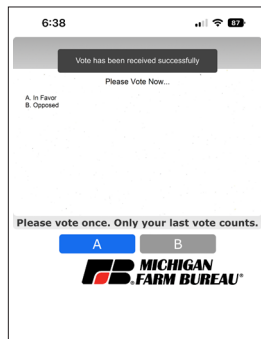 6:38
87
Vote has been received successfully
Please Vote Now...
A. In Favor
B. Opposed
Please vote once. Only your last vote counts.
A
B
MICHIGAN
FARM BUREAU®